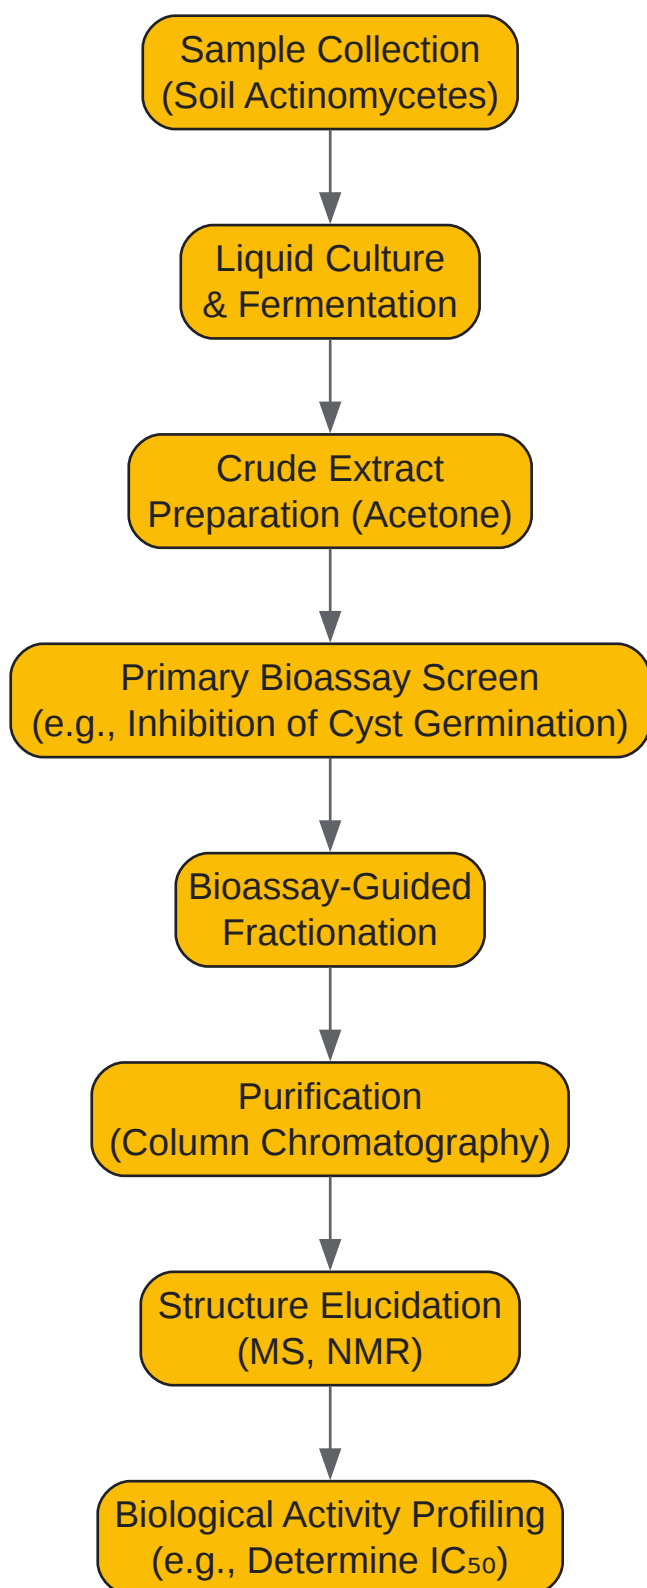 Sample Collection
(Soil Actinomycetes)
Liquid Culture
& Fermentation
Crude Extract
Preparation (Acetone)
Primary Bioassay Screen
(e.g., Inhibition of Cyst Germination)
Bioassay-Guided
Fractionation
Purification
(Column Chromatography)
Structure Elucidation
(MS, NMR)
Biological Activity Profiling
(e.g., Determine IC₅₀)